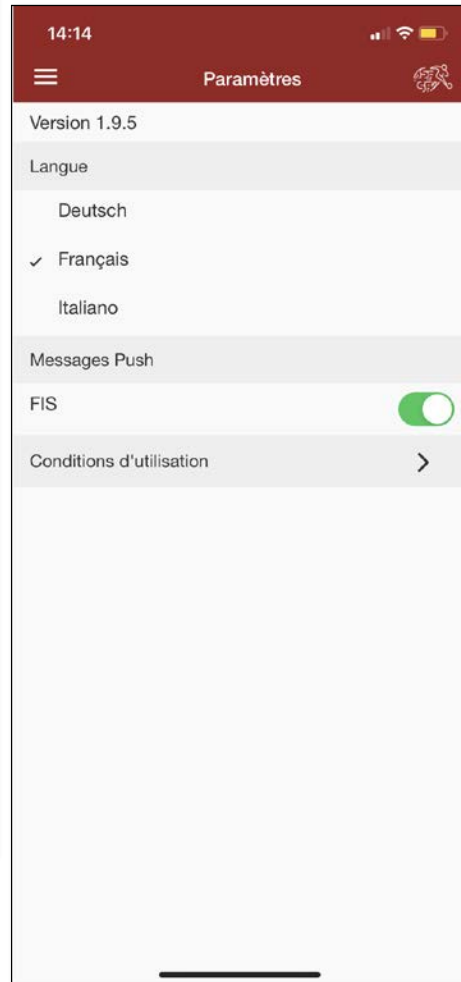 14:14
Paramètres
Version 1.9.5
Langue
Deutsch
Français
Italiano
Messages Push
FIS
Conditions d'utilisation